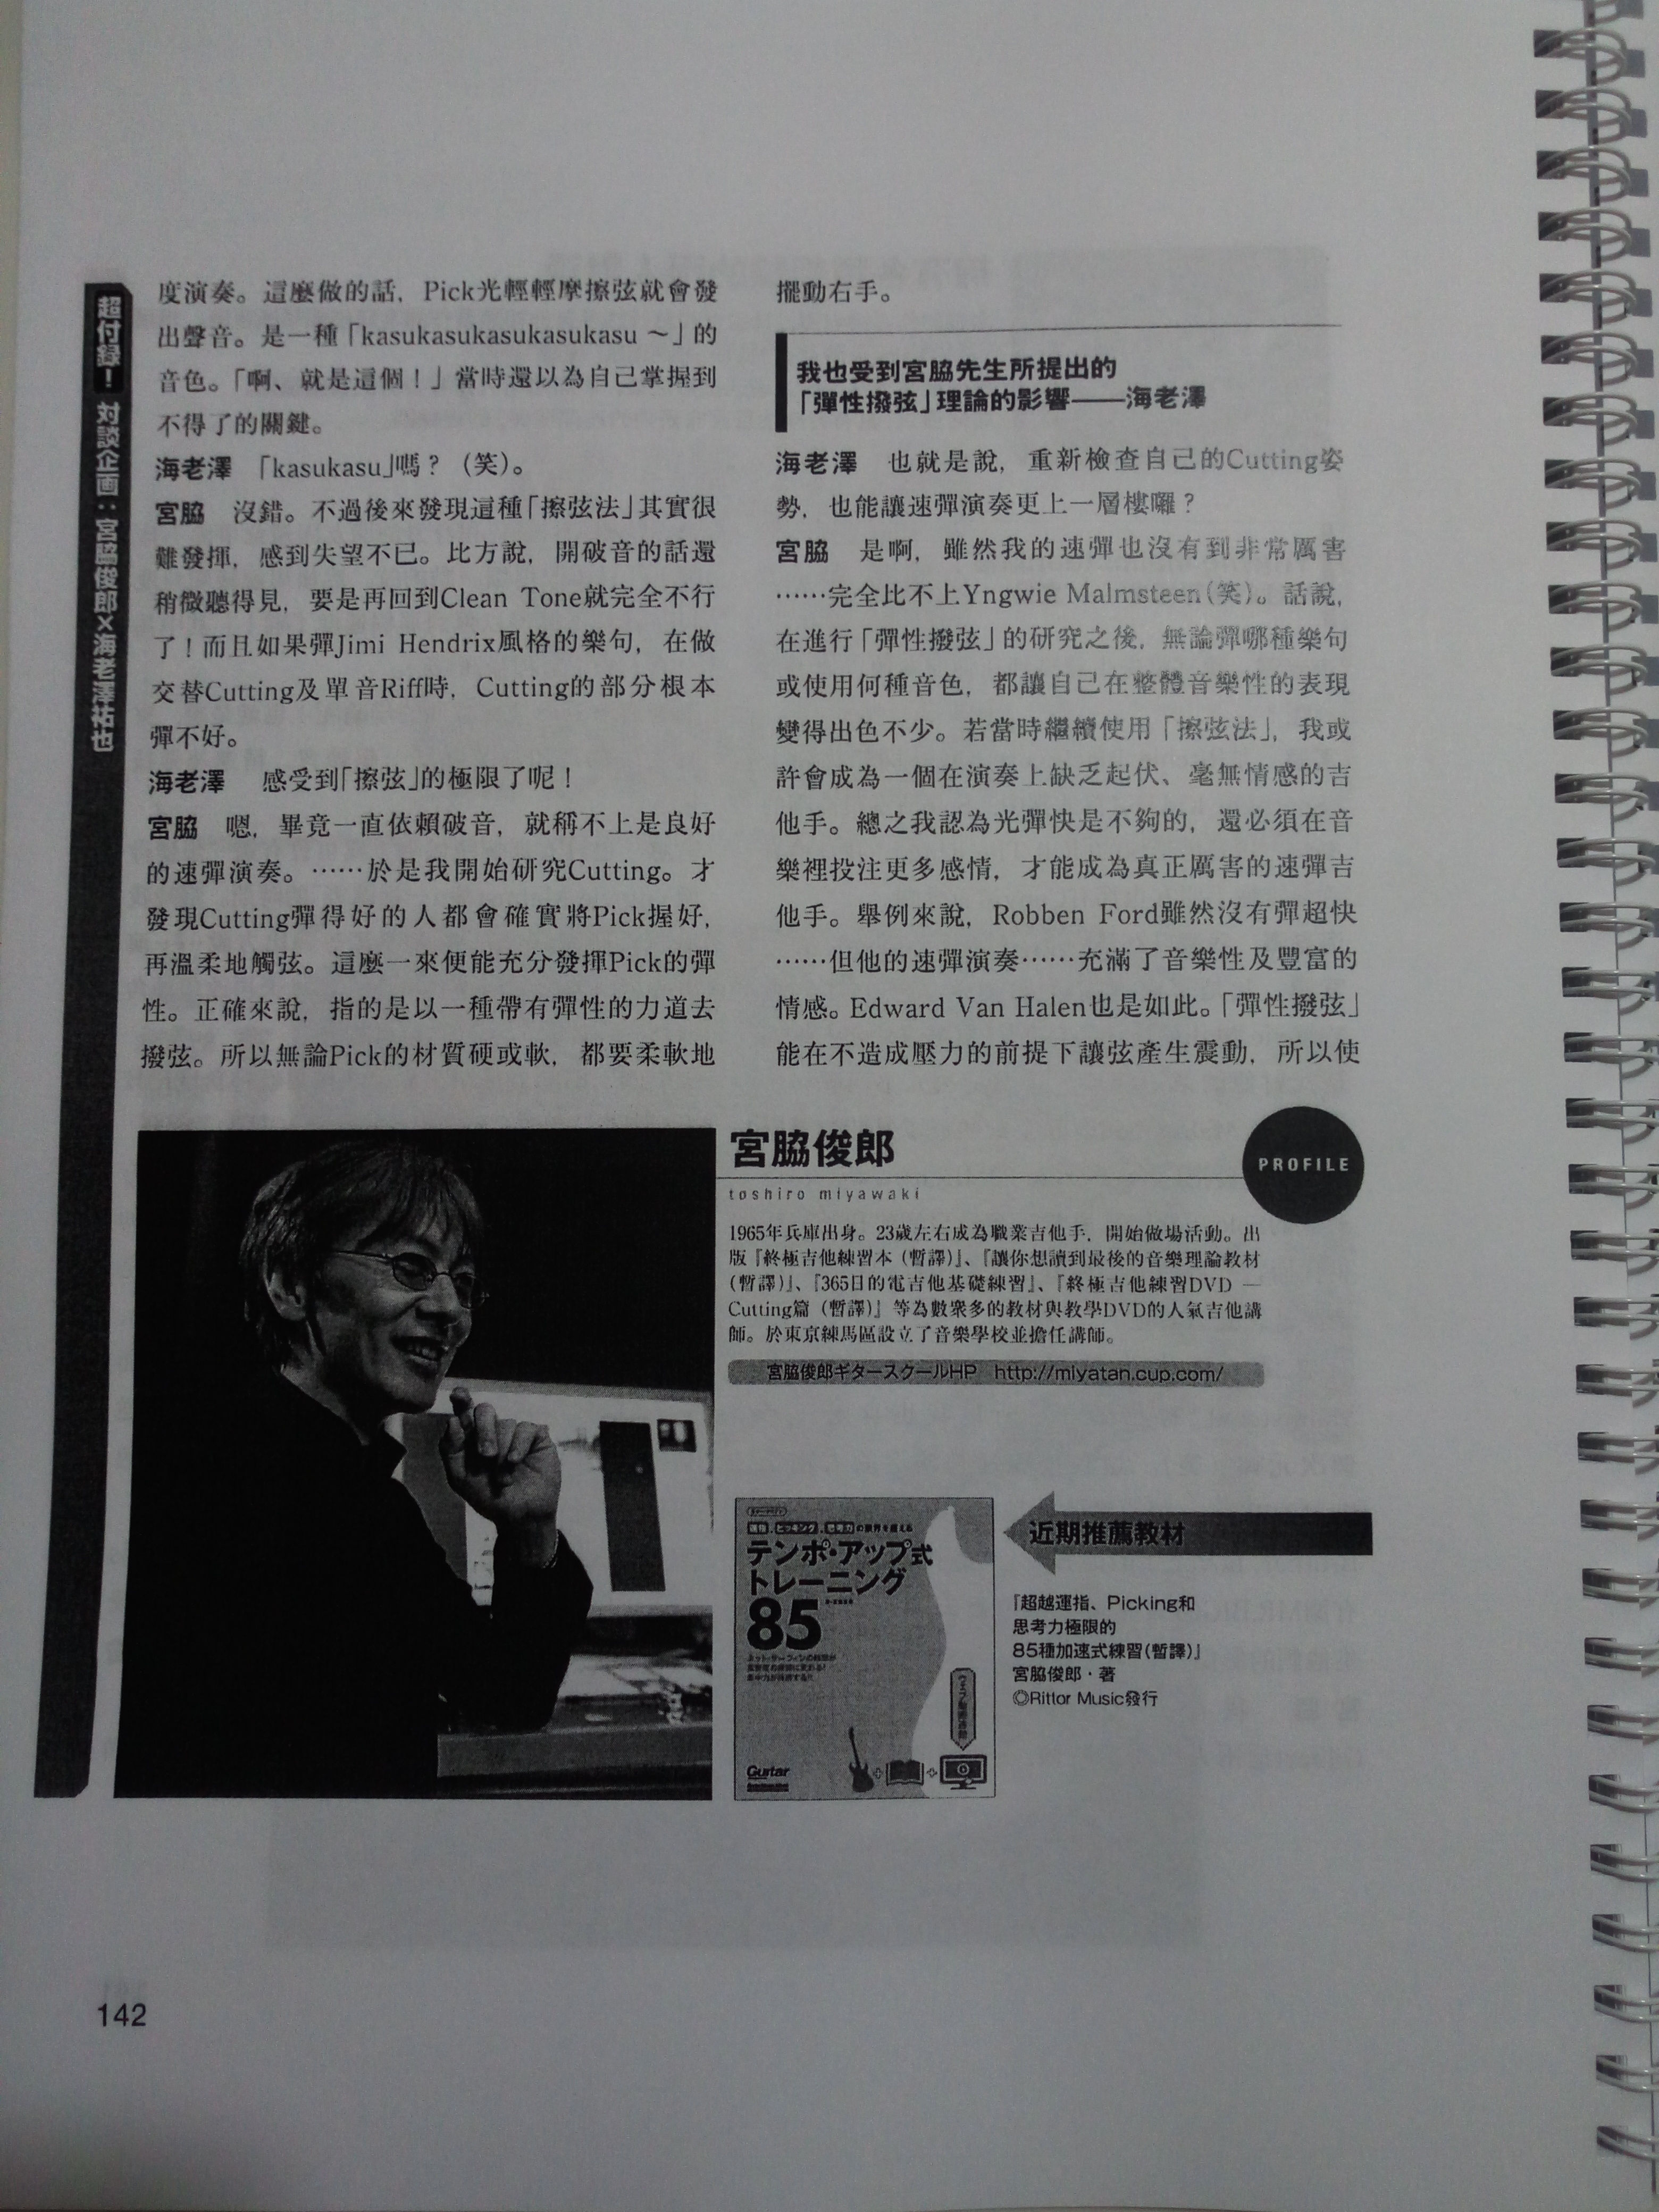 超付錄！ 対談企画：宮脇俊郎×海老澤祐也
度演奏。這麼做的話，Pick光輕輕摩擦弦就會發
出聲音。是一種「kasukasukasukasukasu～」的
音色。「啊、就是這個！」當時還以為自己掌握到
不得了的關鍵。
海老澤　「kasukasu」嗎？（笑）。
宮脇　沒錯。不過後來發現這種「擦弦法」其實很
難發揮，感到失望不已。比方說，開破音的話還
稍微聽得見，要是再回到Clean Tone就完全不行
了！而且如果彈Jimi Hendrix風格的樂句，在做
交替Cutting及單音Riff時，Cutting的部分根本
彈不好。
海老澤　感受到「擦弦」的極限了呢！
宮脇　嗯，畢竟一直依賴破音，就稱不上是良好
的速彈演奏。……於是我開始研究Cutting。才
發現Cutting彈得好的人都會確實將Pick握好，
再溫柔地觸弦。這麼一來便能充分發揮Pick的彈
性。正確來說，指的是以一種帶有彈性的力道去
撥弦。所以無論Pick的材質硬或軟，都要柔軟地
擺動右手。
我也受到宮脇先生所提出的
「彈性撥弦」理論的影響——海老澤
海老澤　也就是說，重新檢查自己的Cutting姿
勢，也能讓速彈演奏更上一層樓囉？
宮脇　是啊，雖然我的速彈也沒有到非常厲害
……完全比不上Yngwie Malmsteen（笑）。話說，
在進行「彈性撥弦」的研究之後，無論彈哪種樂句
或使用何種音色，都讓自己在整體音樂性的表現
變得出色不少。若當時繼續使用「擦弦法」，我或
許會成為一個在演奏上缺乏起伏、毫無情感的吉
他手。總之我認為光彈快是不夠的，還必須在音
樂裡投注更多感情，才能成為真正厲害的速彈吉
他手。舉例來說，Robben Ford雖然沒有彈超快
……但他的速彈演奏……充滿了音樂性及豐富的
情感。Edward Van Halen也是如此。「彈性撥弦」
能在不造成壓力的前提下讓弦產生震動，所以使
宮脇俊郎
toshiro miyawaki
PROFILE
1965年兵庫出身。23歲左右成為職業吉他手，開始做場活動。出
版『終極吉他練習本（暫譯）』、『讓你想讀到最後的音樂理論教材
（暫譯）』、『365日的電吉他基礎練習』、『終極吉他練習DVD —
Cutting篇（暫譯）』等為數眾多的教材與教學DVD的人氣吉他講
師。於東京練馬區設立了音樂學校並擔任講師。
宮脇俊郎ギタースクールHP　http://miyatan.cup.com/
運指、ピッキング、思考力の限界を超える
テンポ・アップ式
トレーニング
85
Guitar
近期推薦教材
『超越運指、Picking和
思考力極限的
85種加速式練習（暫譯）』
宮脇俊郎・著
◎Rittor Music發行
142